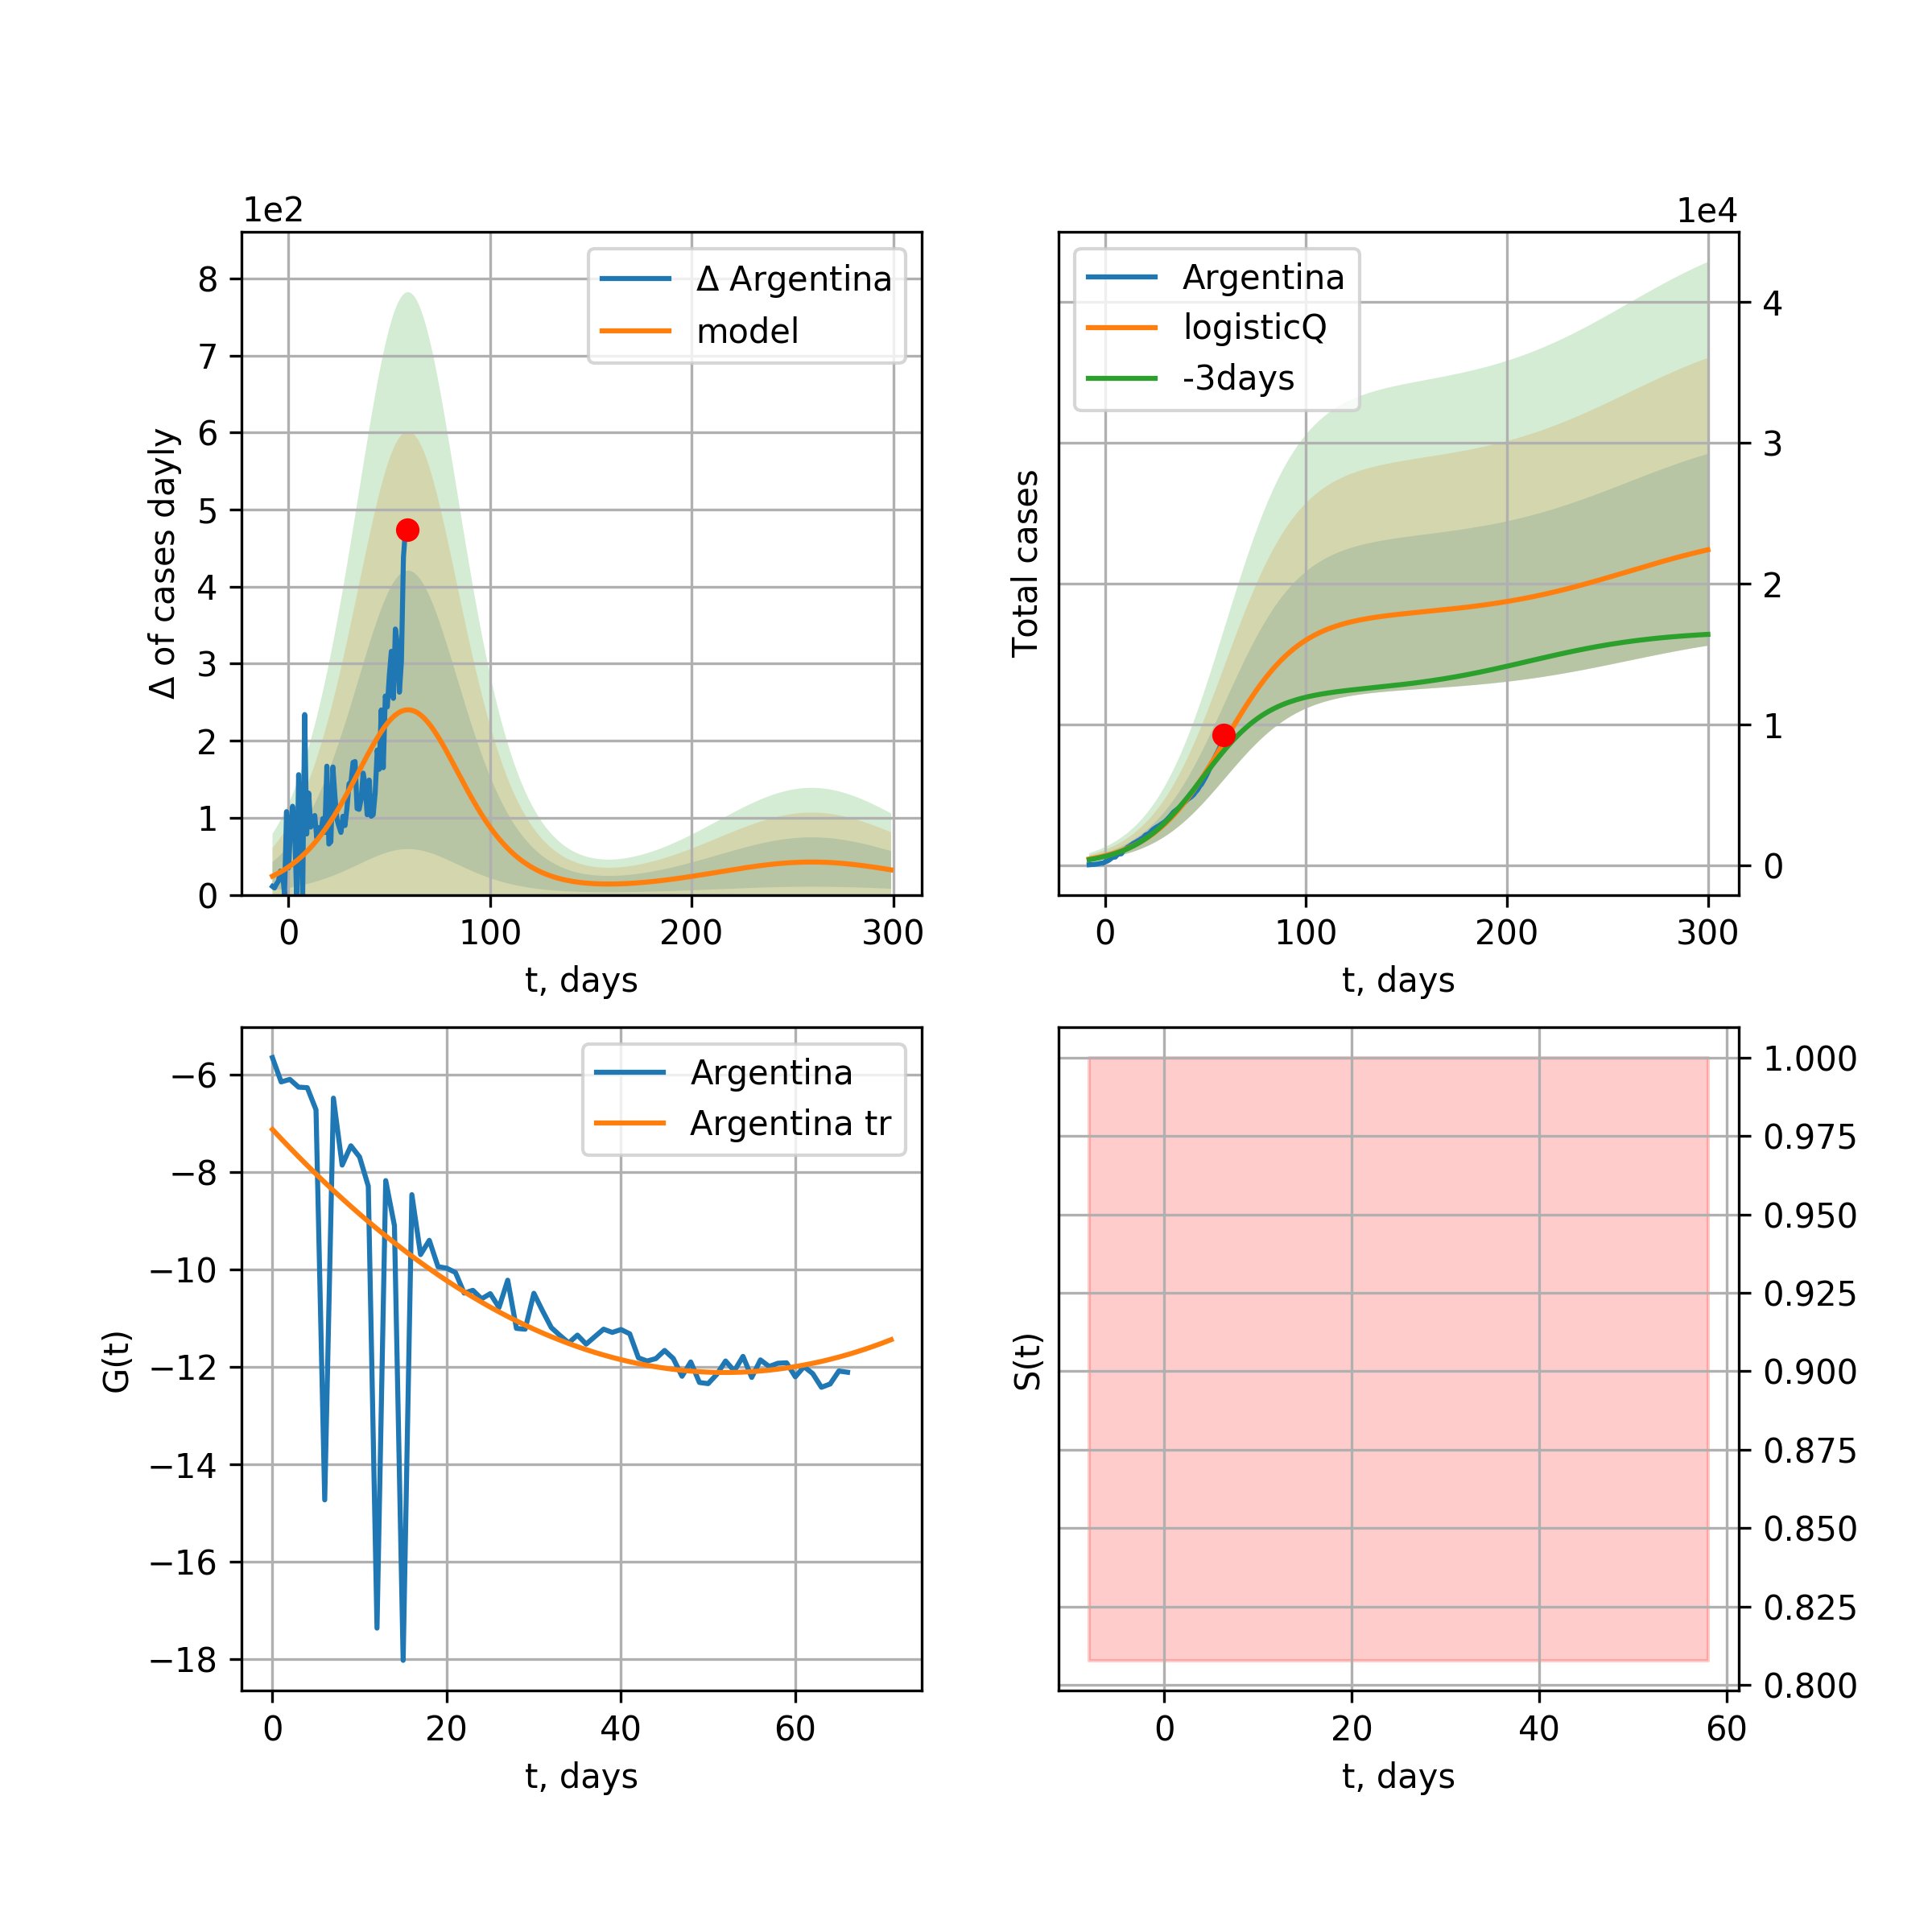 1e2
Δ of cases dayly
8
7
6
5
4
3
2
1
0
0 100 200 300
t, days
Δ Argentina
model
1e4
Total cases
4
3
2
1
0
0 100 200 300
t, days
Argentina
logisticQ
-3days
G(t)
−6
−8
−10
−12
−14
−16
−18
0 20 40 60
t, days
Argentina
Argentina tr
S(t)
1.000
0.975
0.950
0.925
0.900
0.875
0.850
0.825
0.800
0 20 40 60
t, days